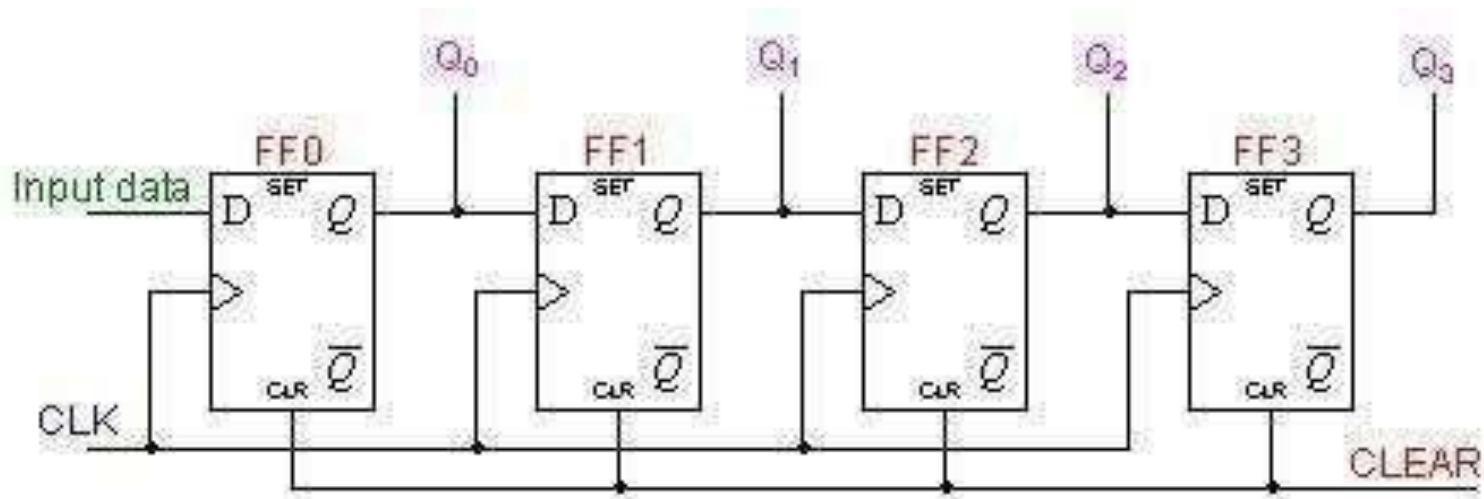 Q₀ Q₁ Q₂ Q₃
FF0 FF1 FF2 FF3
Input data
SET SET SET SET
D Q D Q D Q D Q
Q̅ Q̅ Q̅ Q̅
CLR CLR CLR CLR
CLK
CLEAR